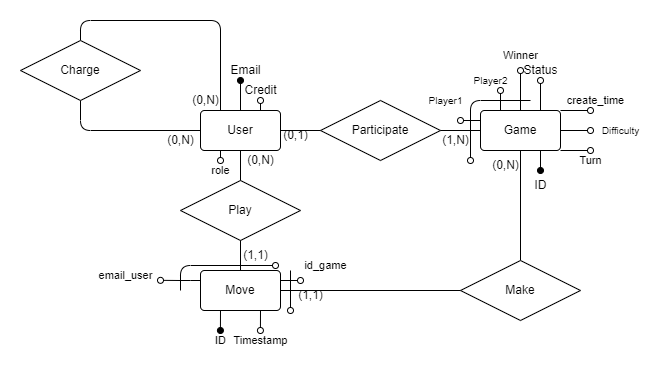 Winner
Email
Status
Charge
Player2
Credit
(0,N)
Player1
create_time
User
Participate
Game
Difficulty
(0,N)
(0,1)
(1,N)
(0,N)
(0,N)
Turn
role
ID
Play
(1,1)
email_user
id_game
Move
(1,1)
Make
ID
Timestamp